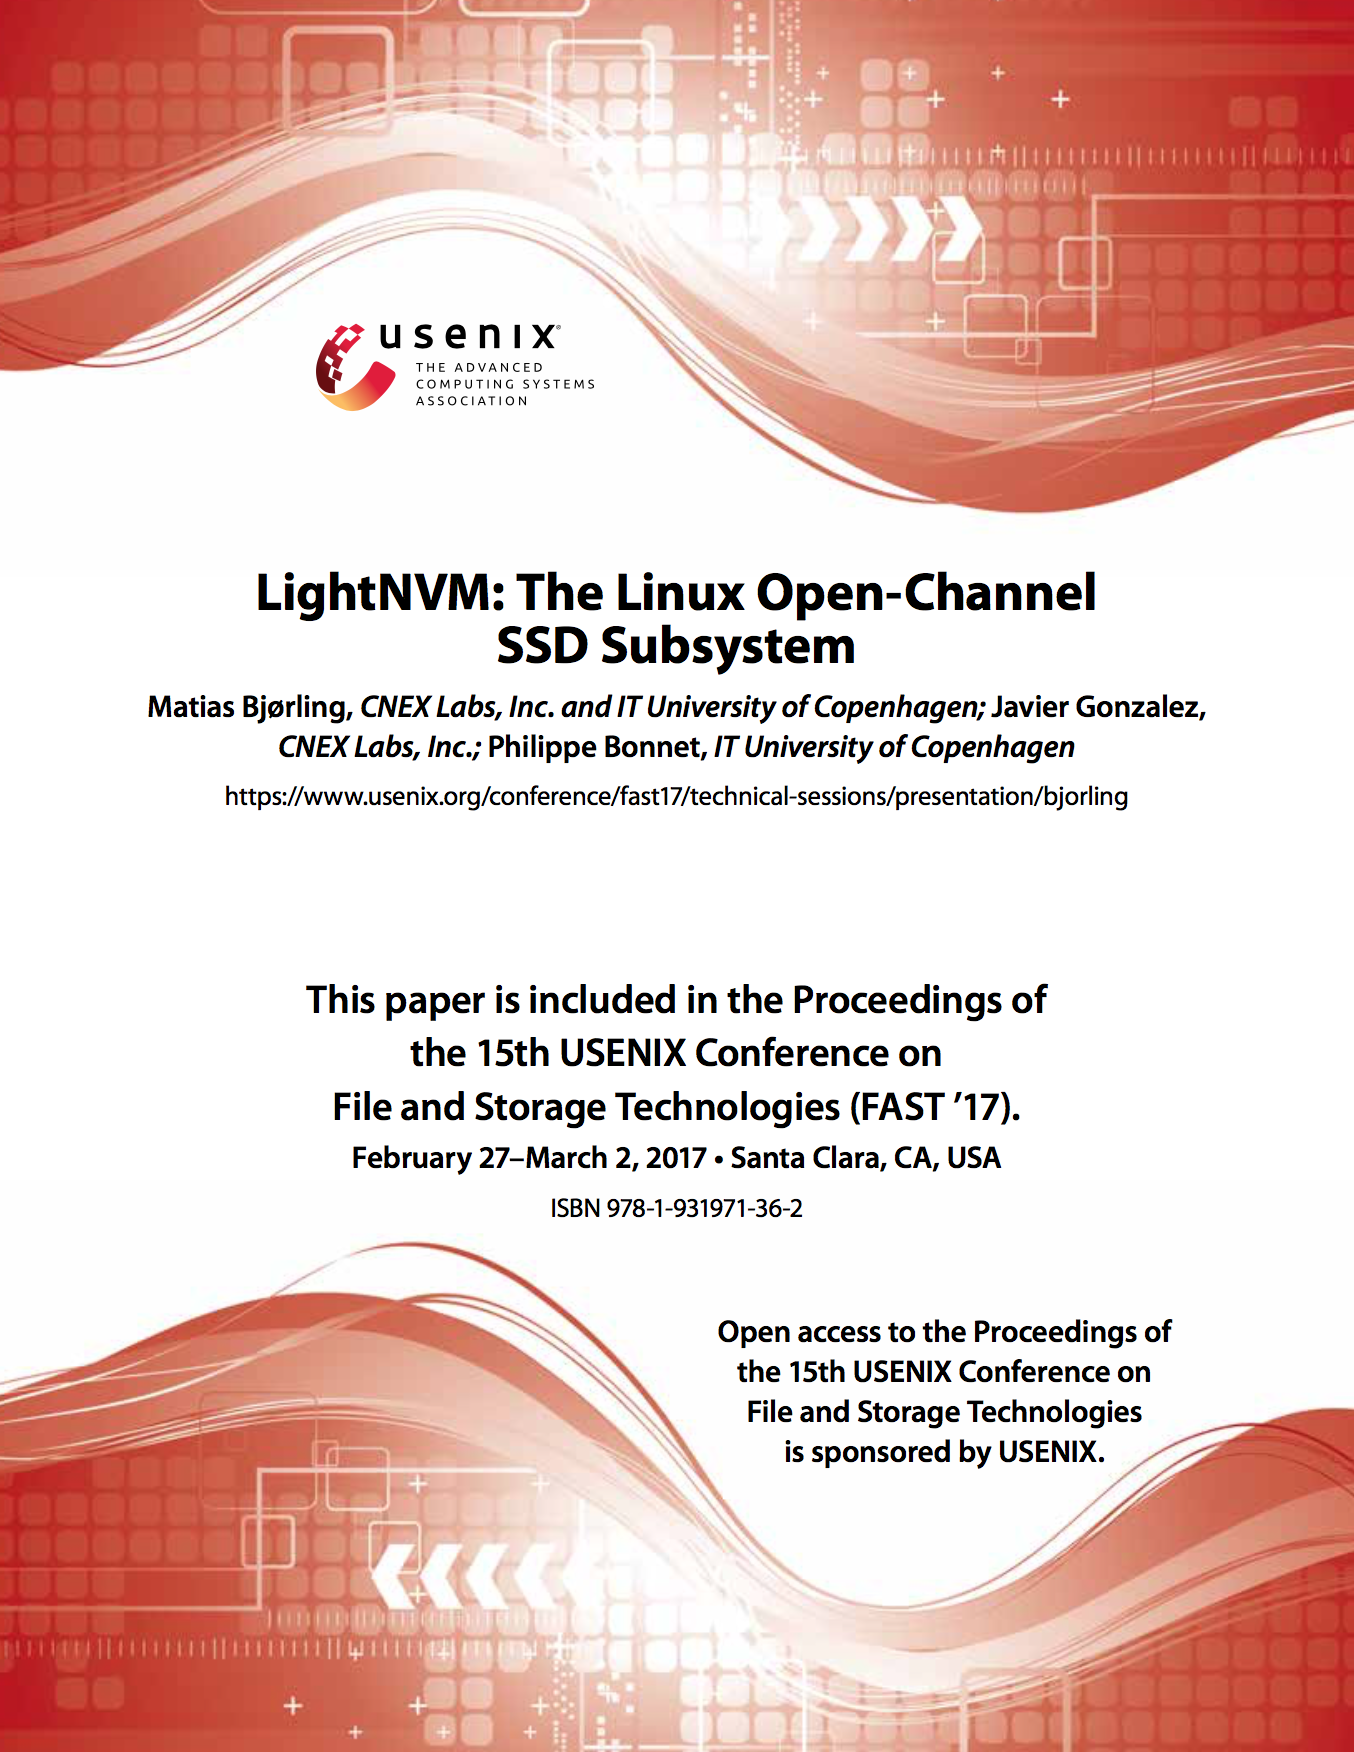 usenix®
THE ADVANCED
COMPUTING SYSTEMS
ASSOCIATION
LightNVM: The Linux Open-Channel
SSD Subsystem
Matias Bjørling, CNEX Labs, Inc. and IT University of Copenhagen; Javier Gonzalez,
CNEX Labs, Inc.; Philippe Bonnet, IT University of Copenhagen
https://www.usenix.org/conference/fast17/technical-sessions/presentation/bjorling
This paper is included in the Proceedings of
the 15th USENIX Conference on
File and Storage Technologies (FAST ’17).
February 27–March 2, 2017 • Santa Clara, CA, USA
ISBN 978-1-931971-36-2
Open access to the Proceedings of
the 15th USENIX Conference on
File and Storage Technologies
is sponsored by USENIX.